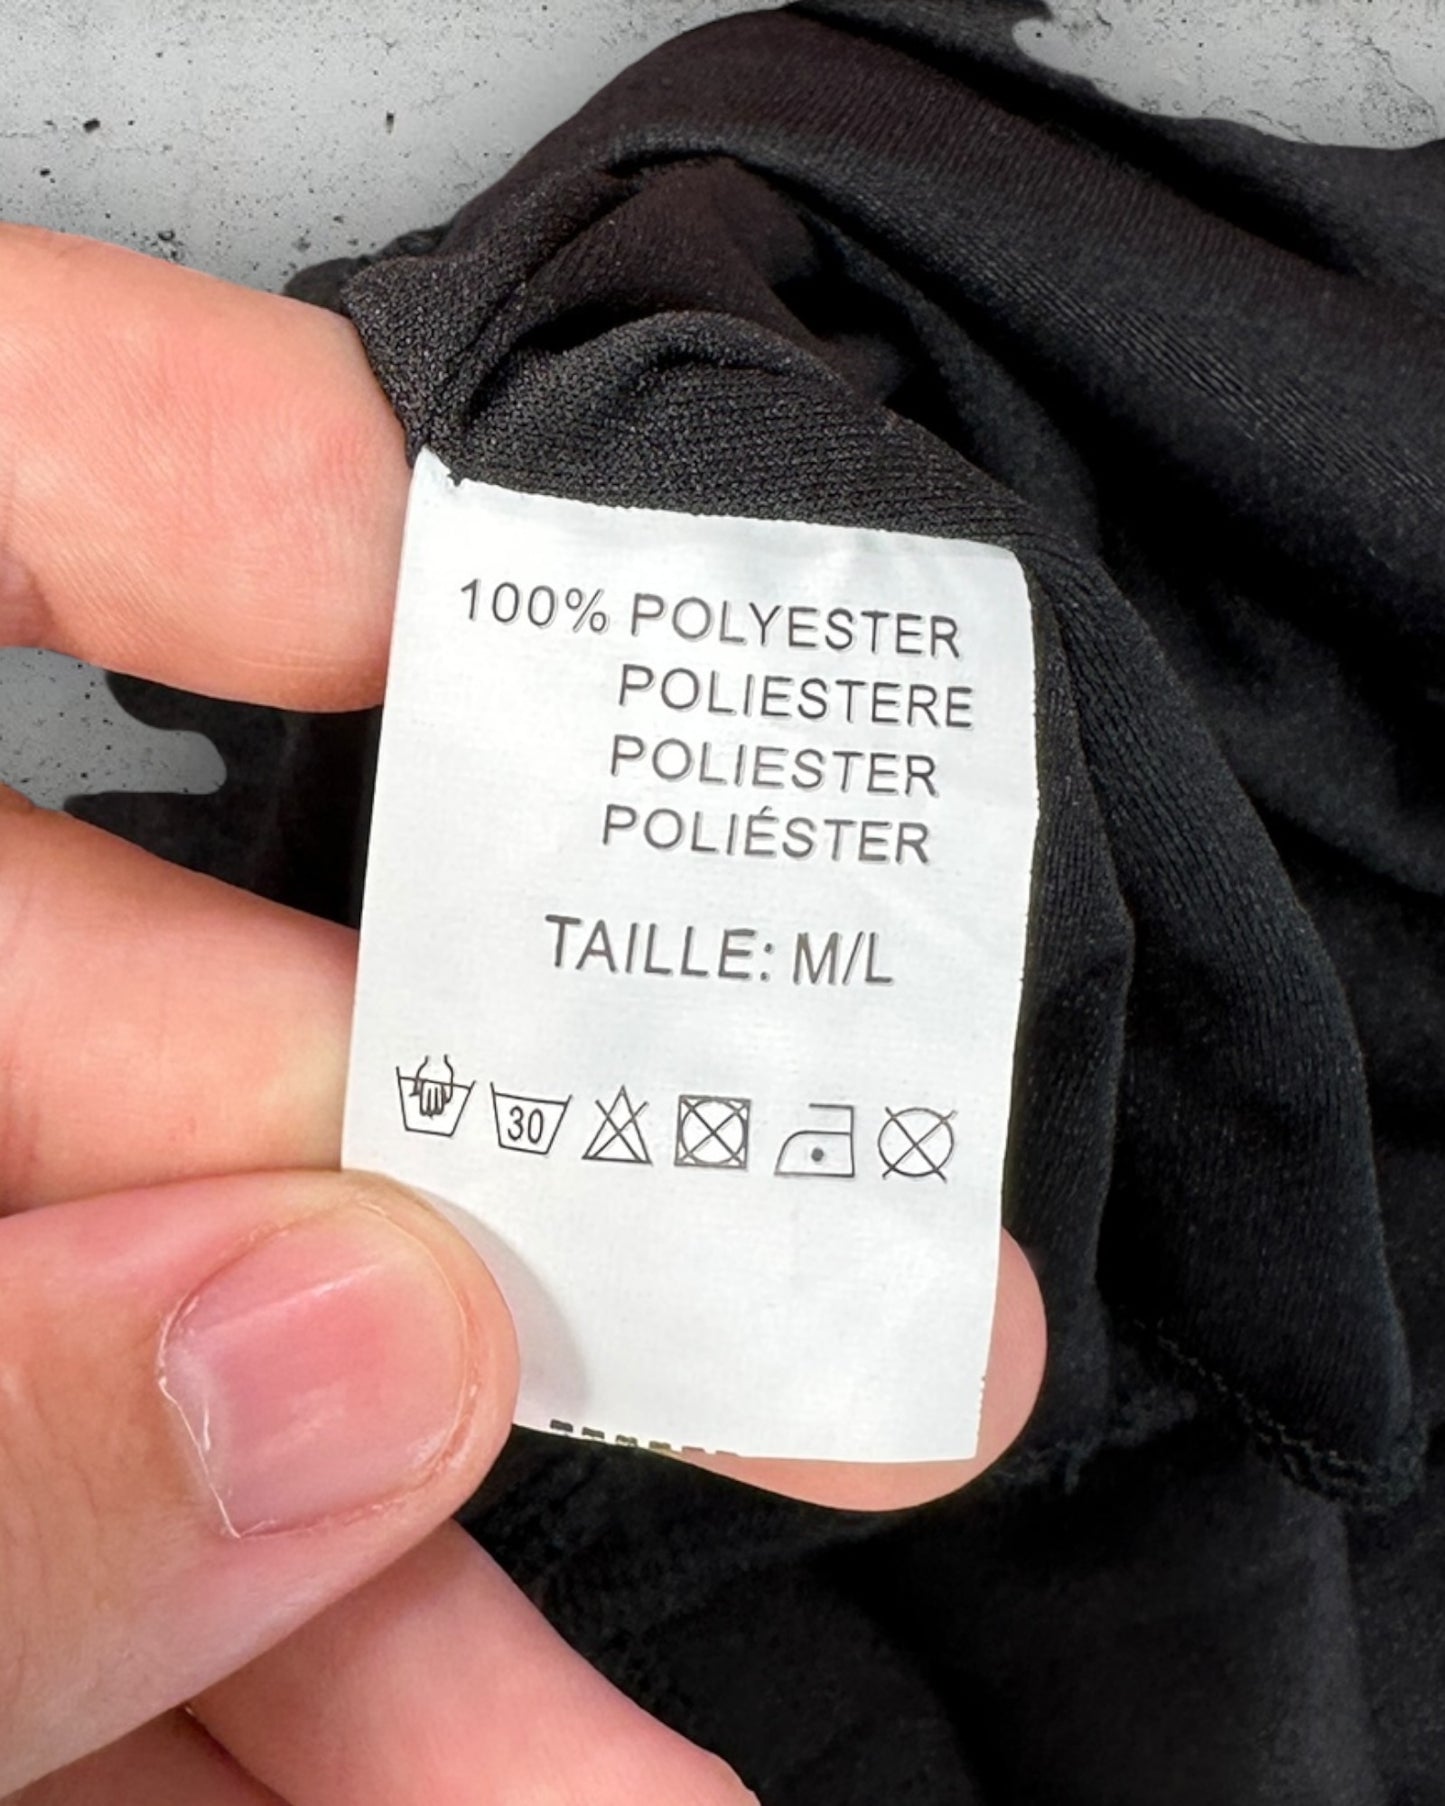 100% POLYESTER
POLIESTERE
POLIESTER
POLIÉSTER
TAILLE: M/L
30